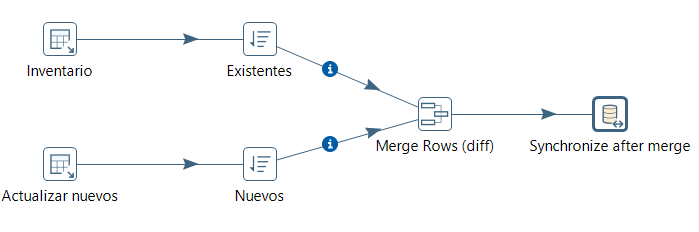 Inventario
Existentes
Merge Rows (diff)
Synchronize after merge
Actualizar nuevos
Nuevos